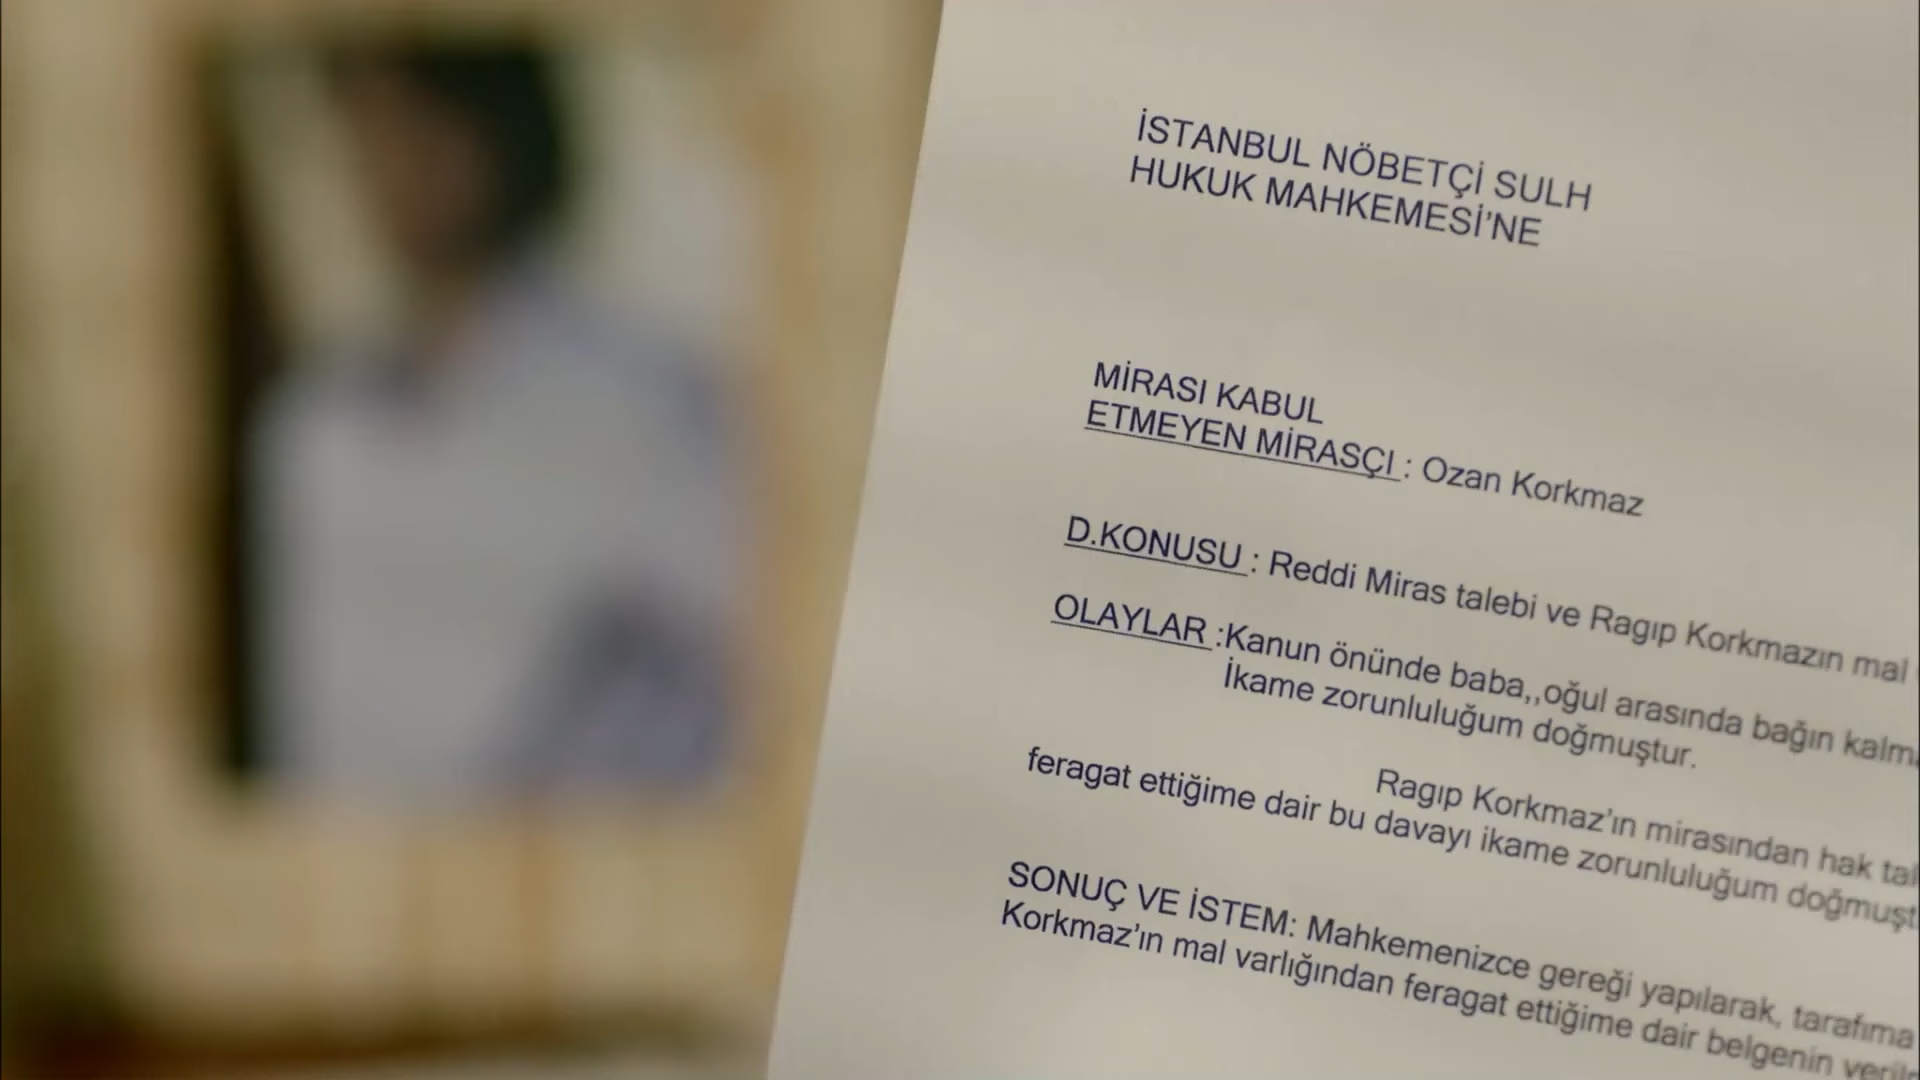 İSTANBUL NÖBETÇİ SULH
HUKUK MAHKEMESİ'NE
MİRASI KABUL
ETMEYEN MİRASÇI : Ozan Korkmaz
D.KONUSU : Reddi Miras talebi ve Ragıp Korkmazın mal
OLAYLAR :Kanun önünde baba,,oğul arasında bağın
İkame zorunluluğum doğmuştur.
Ragıp Korkmaz'ın mirasından hak
feragat ettiğime dair bu davayı ikame zorunluluğum
SONUÇ VE İSTEM: Mahkemenizce gereği yapılarak, tarafıma
Korkmaz'ın mal varlığından feragat ettiğime dair belgenin